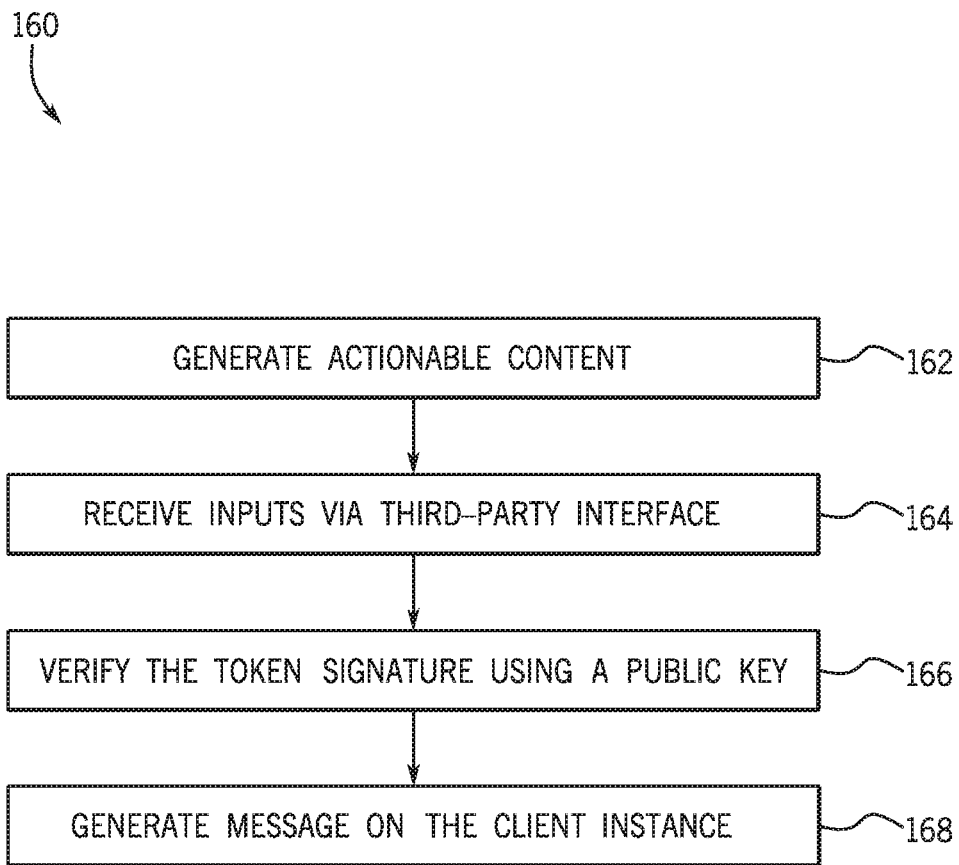 160
GENERATE ACTIONABLE CONTENT
162
RECEIVE INPUTS VIA THIRD-PARTY INTERFACE
164
VERIFY THE TOKEN SIGNATURE USING A PUBLIC KEY
166
GENERATE MESSAGE ON THE CLIENT INSTANCE
168